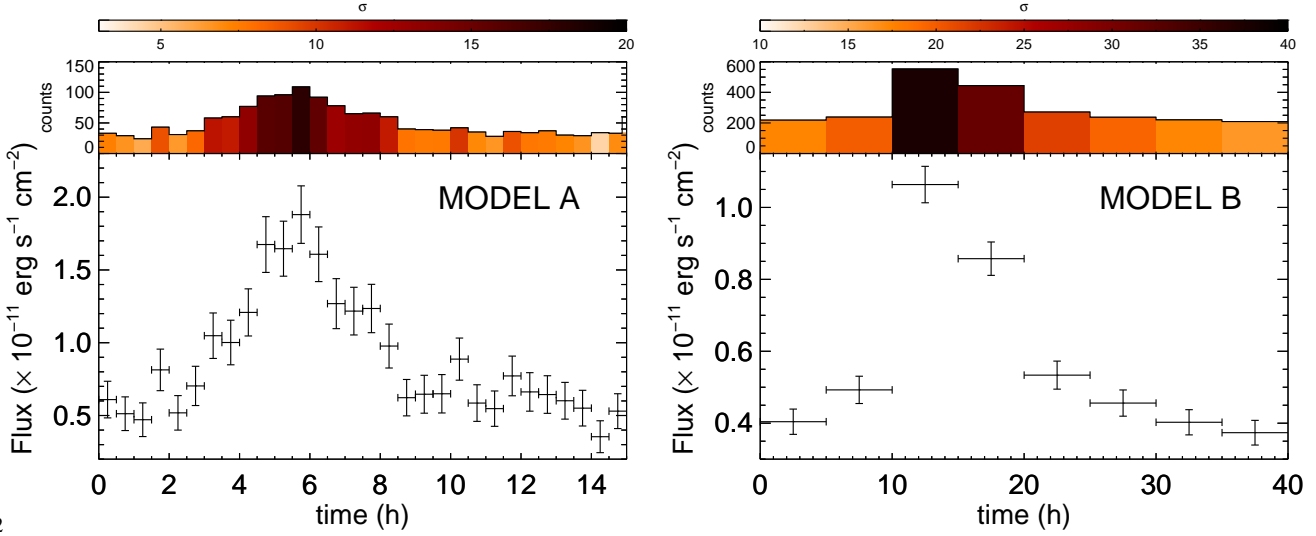 σ
5 10 15 20
150
100
50
0
counts
MODEL A
2.0
1.5
1.0
0.5
Flux (× 10⁻¹¹ erg s⁻¹ cm⁻²)
0 2 4 6 8 10 12 14
time (h)
σ
10 15 20 25 30 35 40
600
400
200
0
counts
MODEL B
1.0
0.8
0.6
0.4
Flux (× 10⁻¹¹ erg s⁻¹ cm⁻²)
0 10 20 30 40
time (h)
2